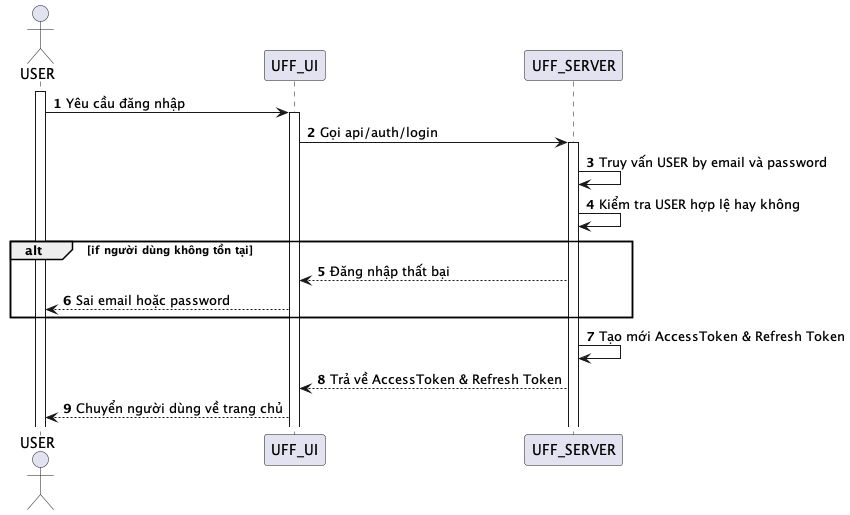 USER
UFF_UI
UFF_SERVER
1 Yêu cầu đăng nhập
2 Gọi api/auth/login
3 Truy vấn USER by email và password
4 Kiểm tra USER hợp lệ hay không
alt [if người dùng không tồn tại]
5 Đăng nhập thất bại
6 Sai email hoặc password
7 Tạo mới AccessToken & Refresh Token
8 Trả về AccessToken & Refresh Token
9 Chuyển người dùng về trang chủ
USER
UFF_UI
UFF_SERVER